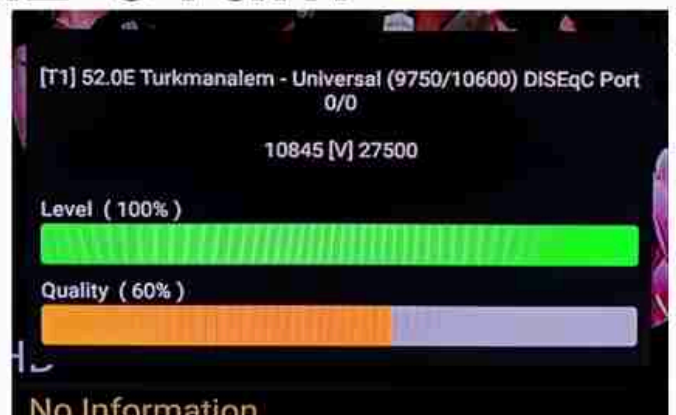 [T1] 52.0E Turkmanalem - Universal (9750/10600) DiSEqC Port
0/0
10845 [V] 27500
Level ( 100% )
Quality ( 60% )
No Information